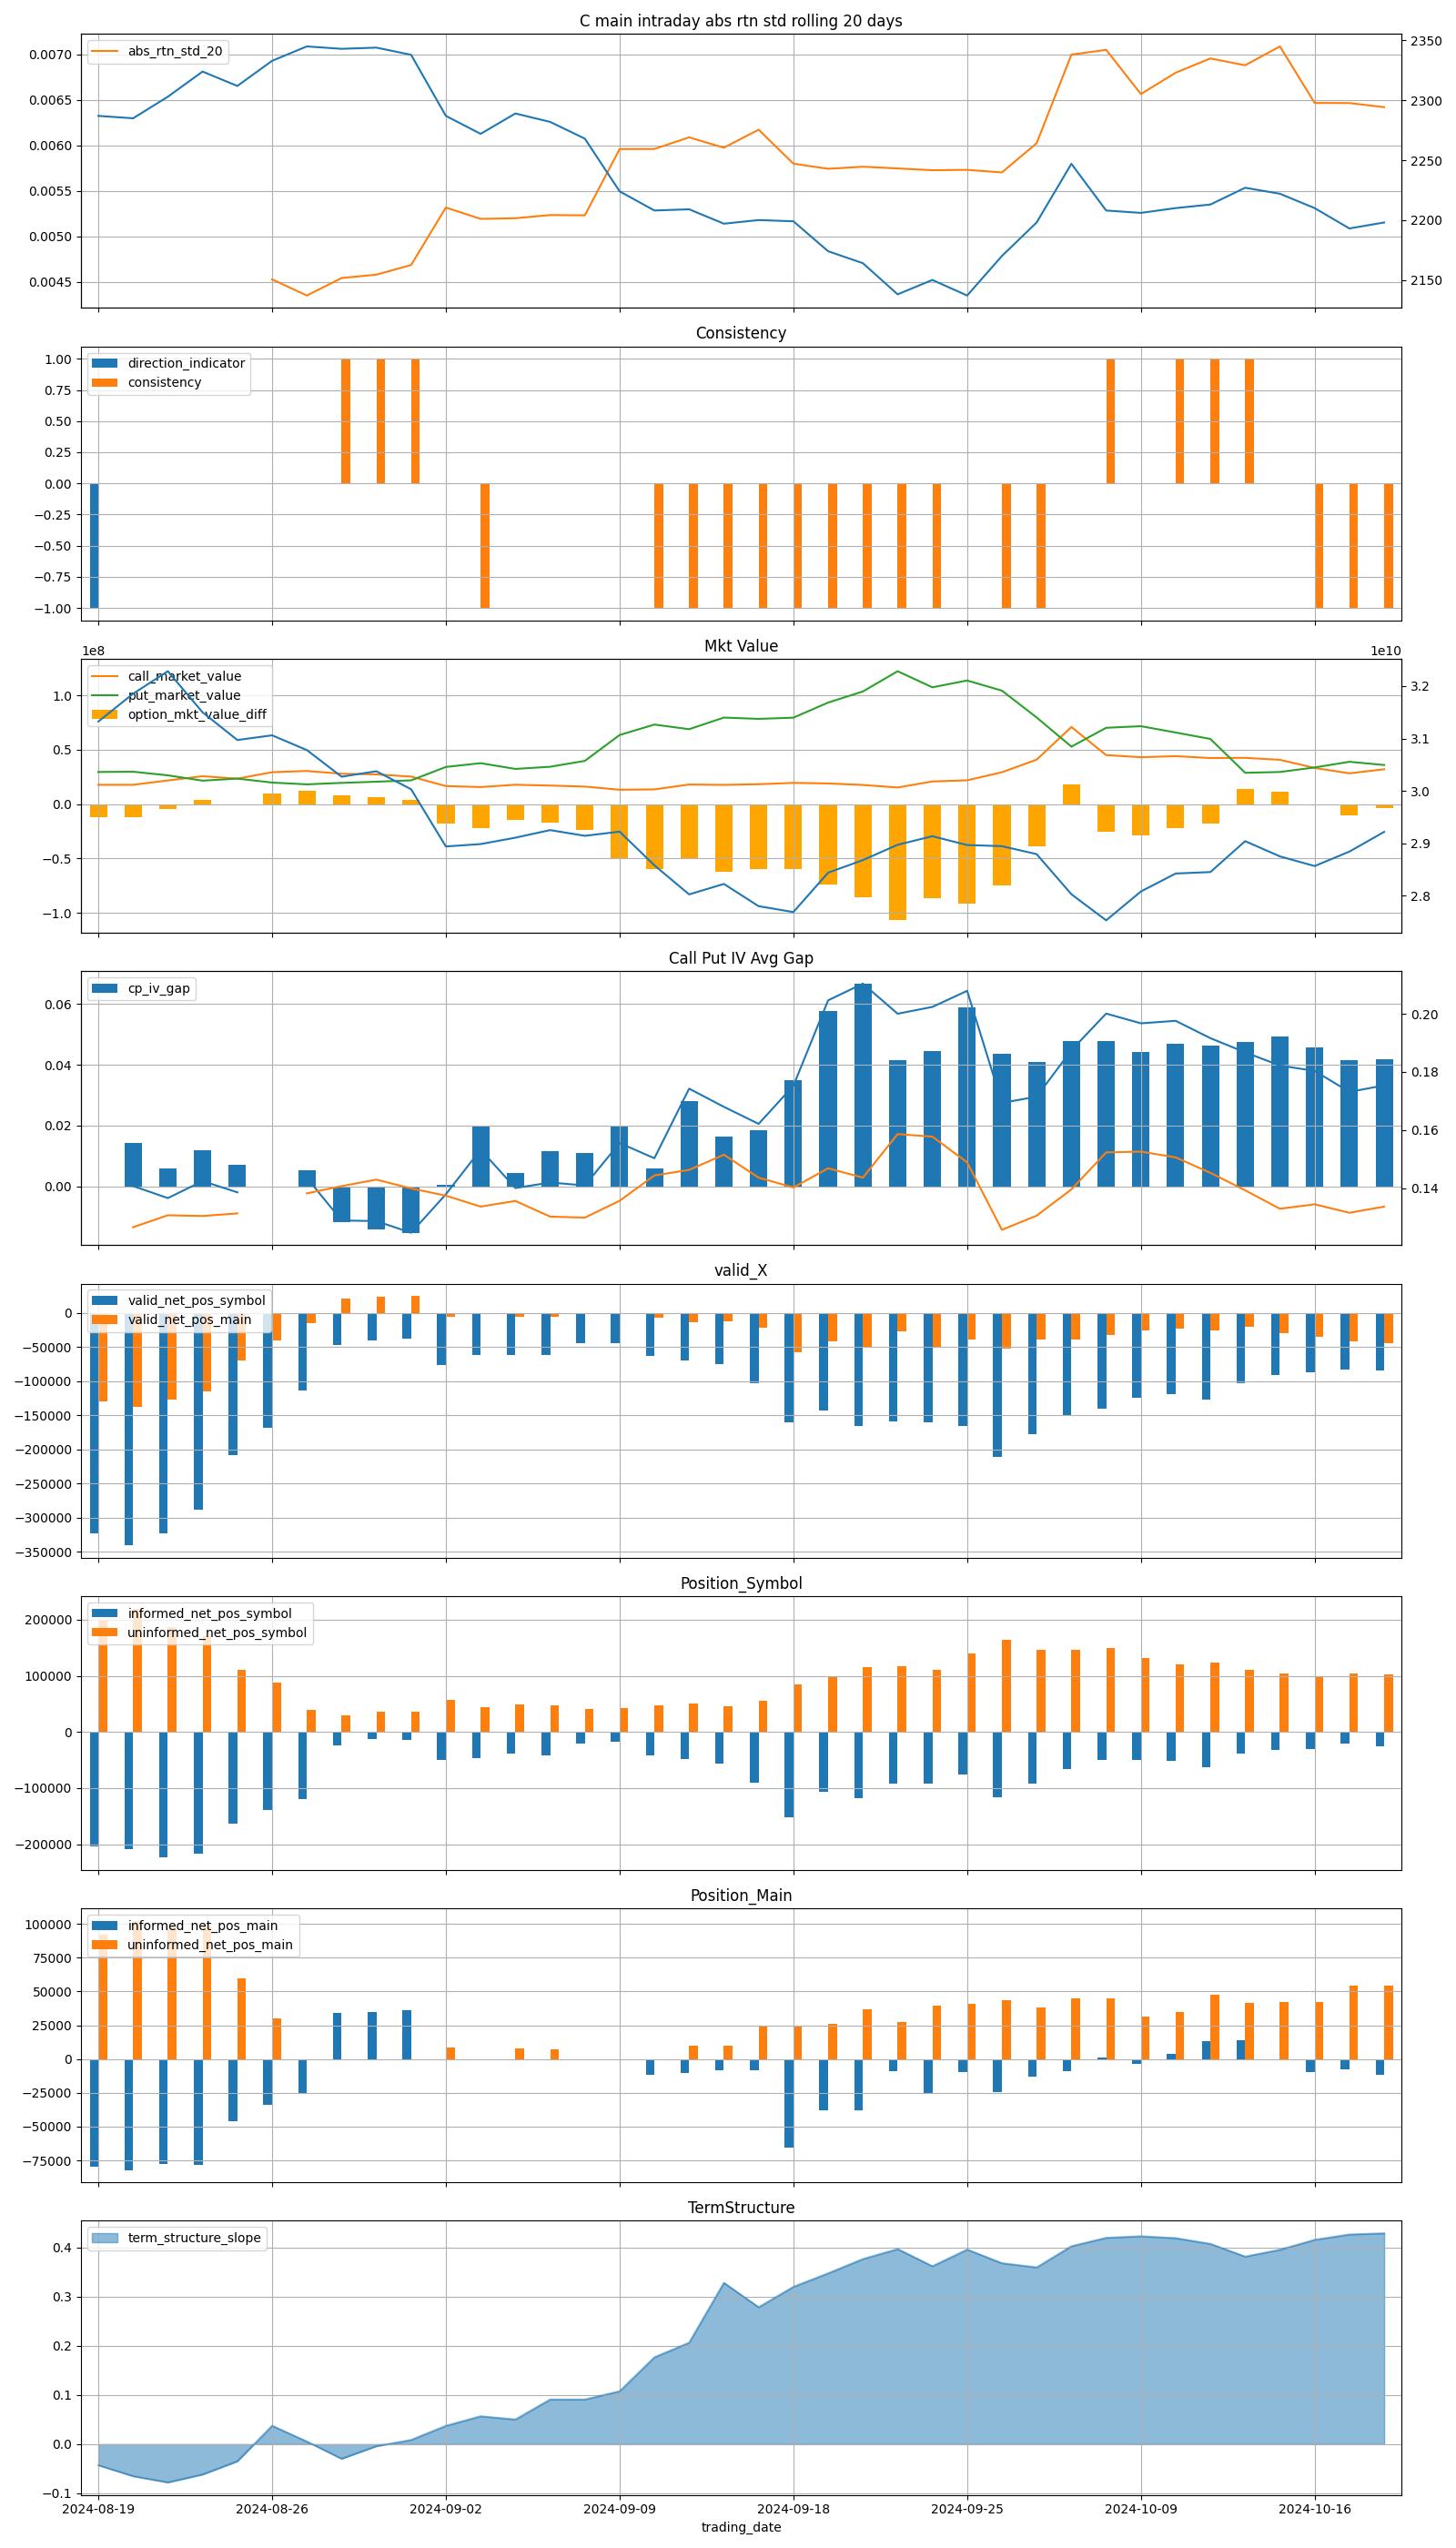 C main intraday abs rtn std rolling 20 days
abs_rtn_std_20
0.0070
0.0065
0.0060
0.0055
0.0050
0.0045
2350
2300
2250
2200
2150
Consistency
direction_indicator
consistency
1.00
0.75
0.50
0.25
0.00
−0.25
−0.50
−0.75
−1.00
Mkt Value
1e8
1e10
call_market_value
put_market_value
option_mkt_value_diff
1.0
0.5
0.0
−0.5
−1.0
3.2
3.1
3.0
2.9
2.8
Call Put IV Avg Gap
cp_iv_gap
0.06
0.04
0.02
0.00
0.20
0.18
0.16
0.14
valid_X
valid_net_pos_symbol
valid_net_pos_main
0
−50000
−100000
−150000
−200000
−250000
−300000
−350000
Position_Symbol
informed_net_pos_symbol
uninformed_net_pos_symbol
200000
100000
0
−100000
−200000
Position_Main
informed_net_pos_main
uninformed_net_pos_main
100000
75000
50000
25000
0
−25000
−50000
−75000
TermStructure
term_structure_slope
0.4
0.3
0.2
0.1
0.0
−0.1
2024-08-19 2024-08-26 2024-09-02 2024-09-09 2024-09-18 2024-09-25 2024-10-09 2024-10-16
trading_date